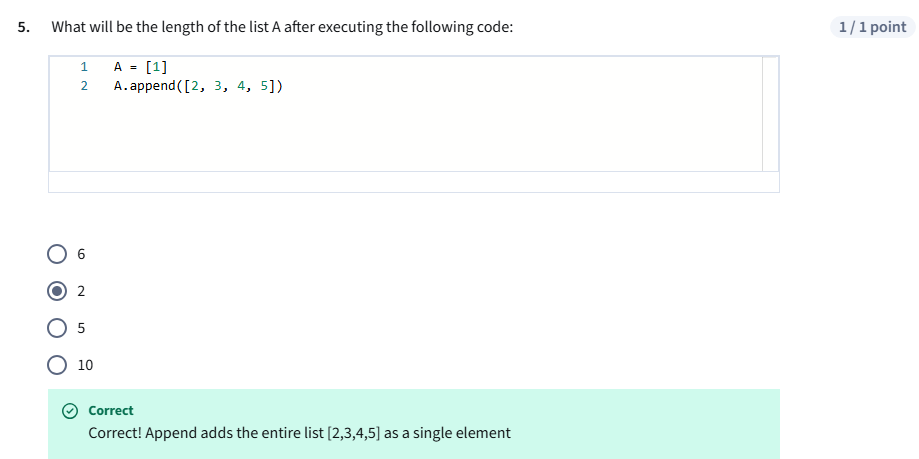 5. What will be the length of the list A after executing the following code:
1 / 1 point
1 A = [1]
2 A.append([2, 3, 4, 5])
6
2
5
10
Correct
Correct! Append adds the entire list [2,3,4,5] as a single element